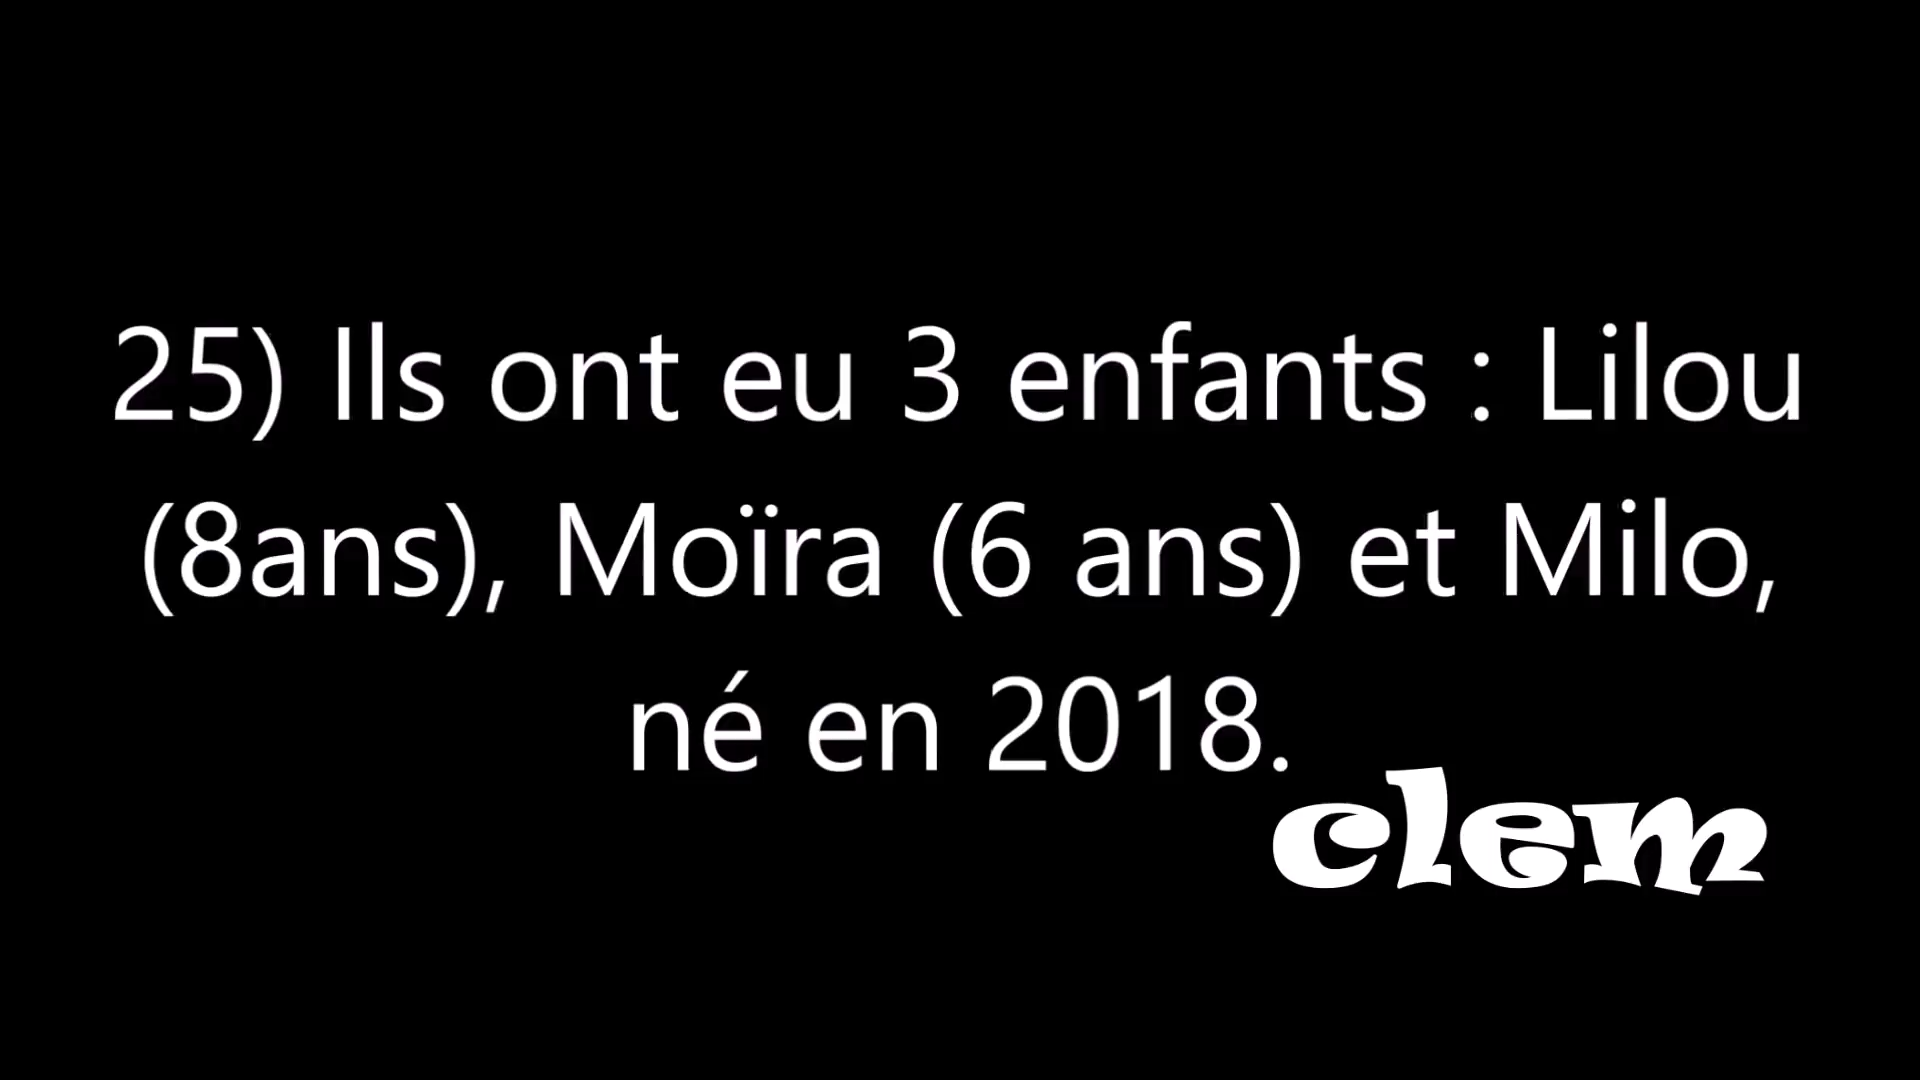 25) Ils ont eu 3 enfants : Lilou
(8ans), Moïra (6 ans) et Milo,
né en 2018.
clem